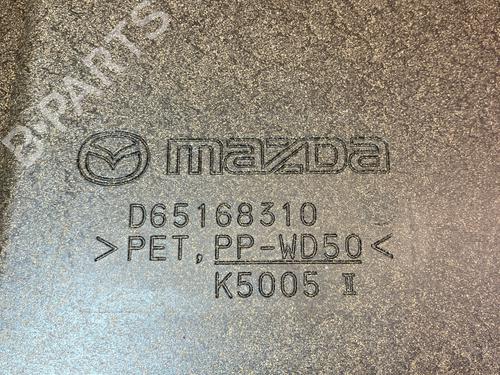 B-PARTS
mazda
D65168310
>PET, PP-WD50<
K5005 II